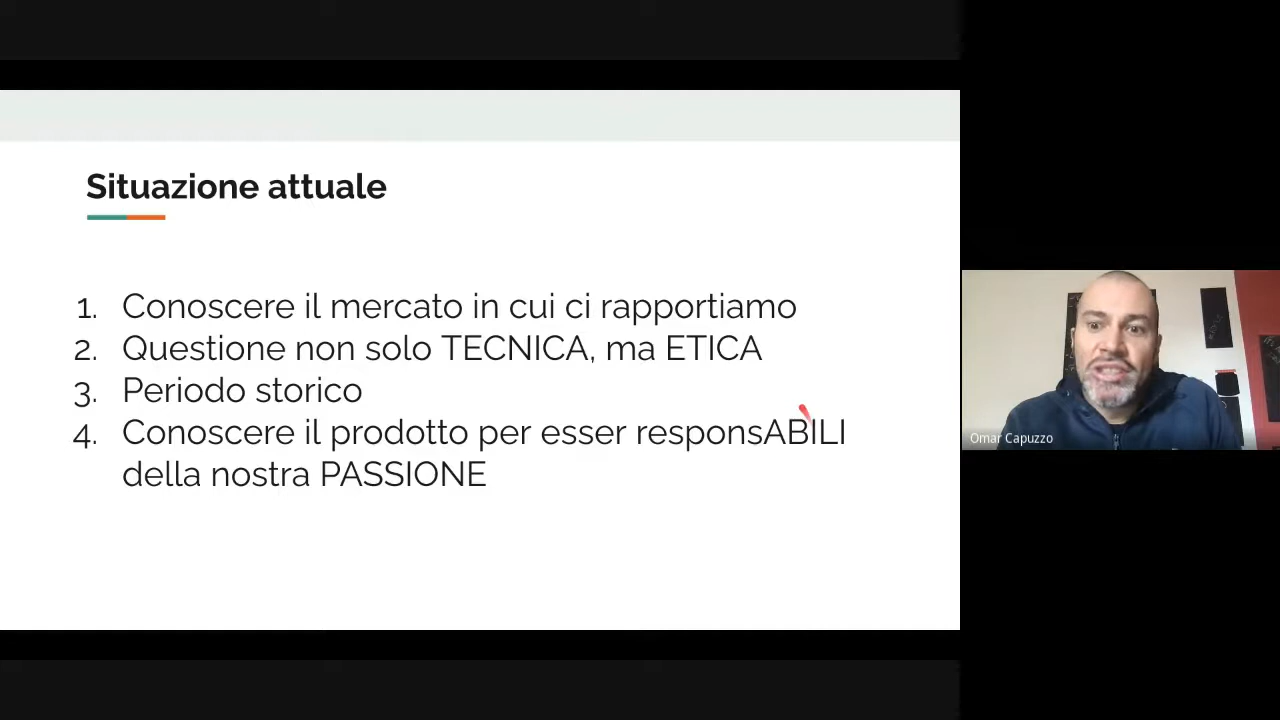 Situazione attuale
1. Conoscere il mercato in cui ci rapportiamo
2. Questione non solo TECNICA, ma ETICA
3. Periodo storico
4. Conoscere il prodotto per esser responsABILI
della nostra PASSIONE
Omar Capuzzo